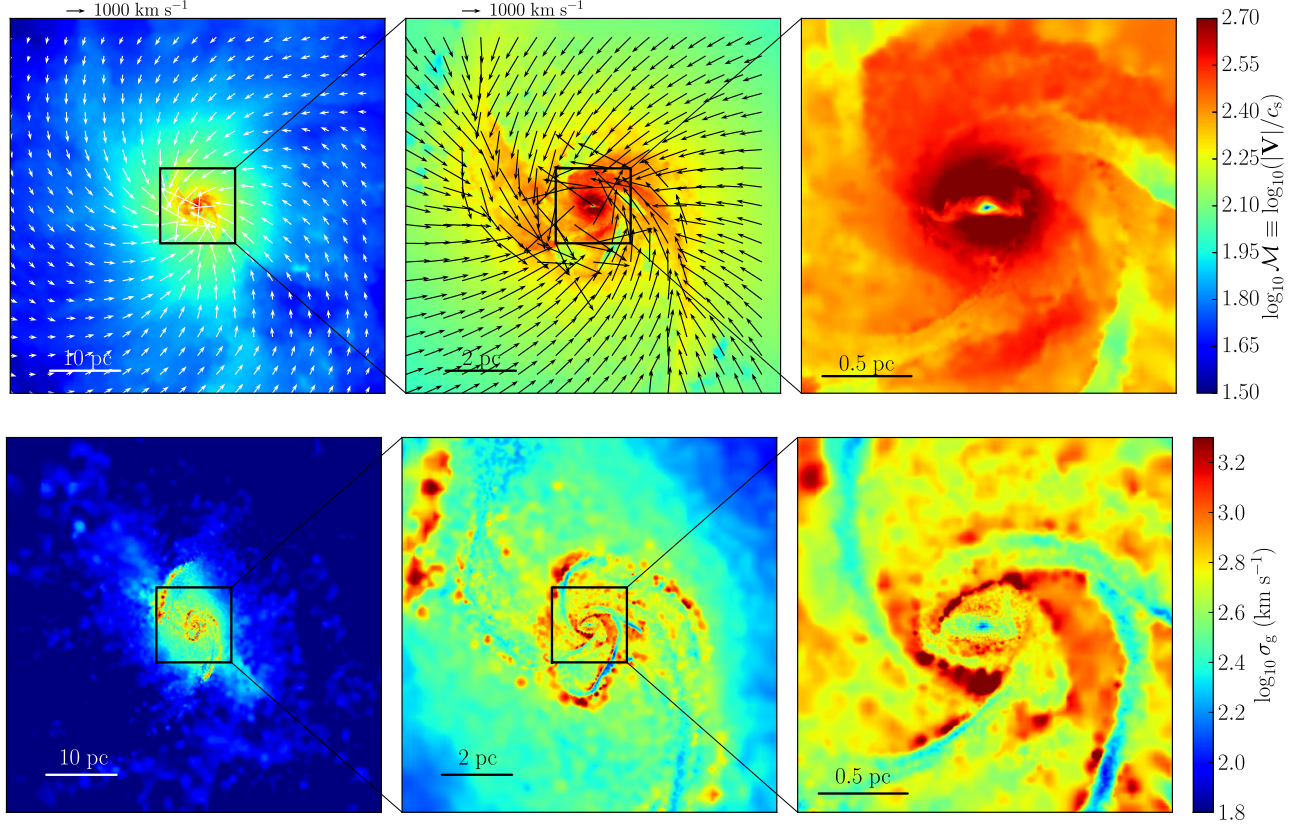 → 1000 km s⁻¹
→ 1000 km s⁻¹
10 pc
2 pc
0.5 pc
2.70
2.55
2.40
2.25
2.10
1.95
1.80
1.65
1.50
log₁₀ ℳ ≡ log₁₀(|V|/cₛ)
10 pc
2 pc
0.5 pc
3.2
3.0
2.8
2.6
2.4
2.2
2.0
1.8
log₁₀ σg (km s⁻¹)